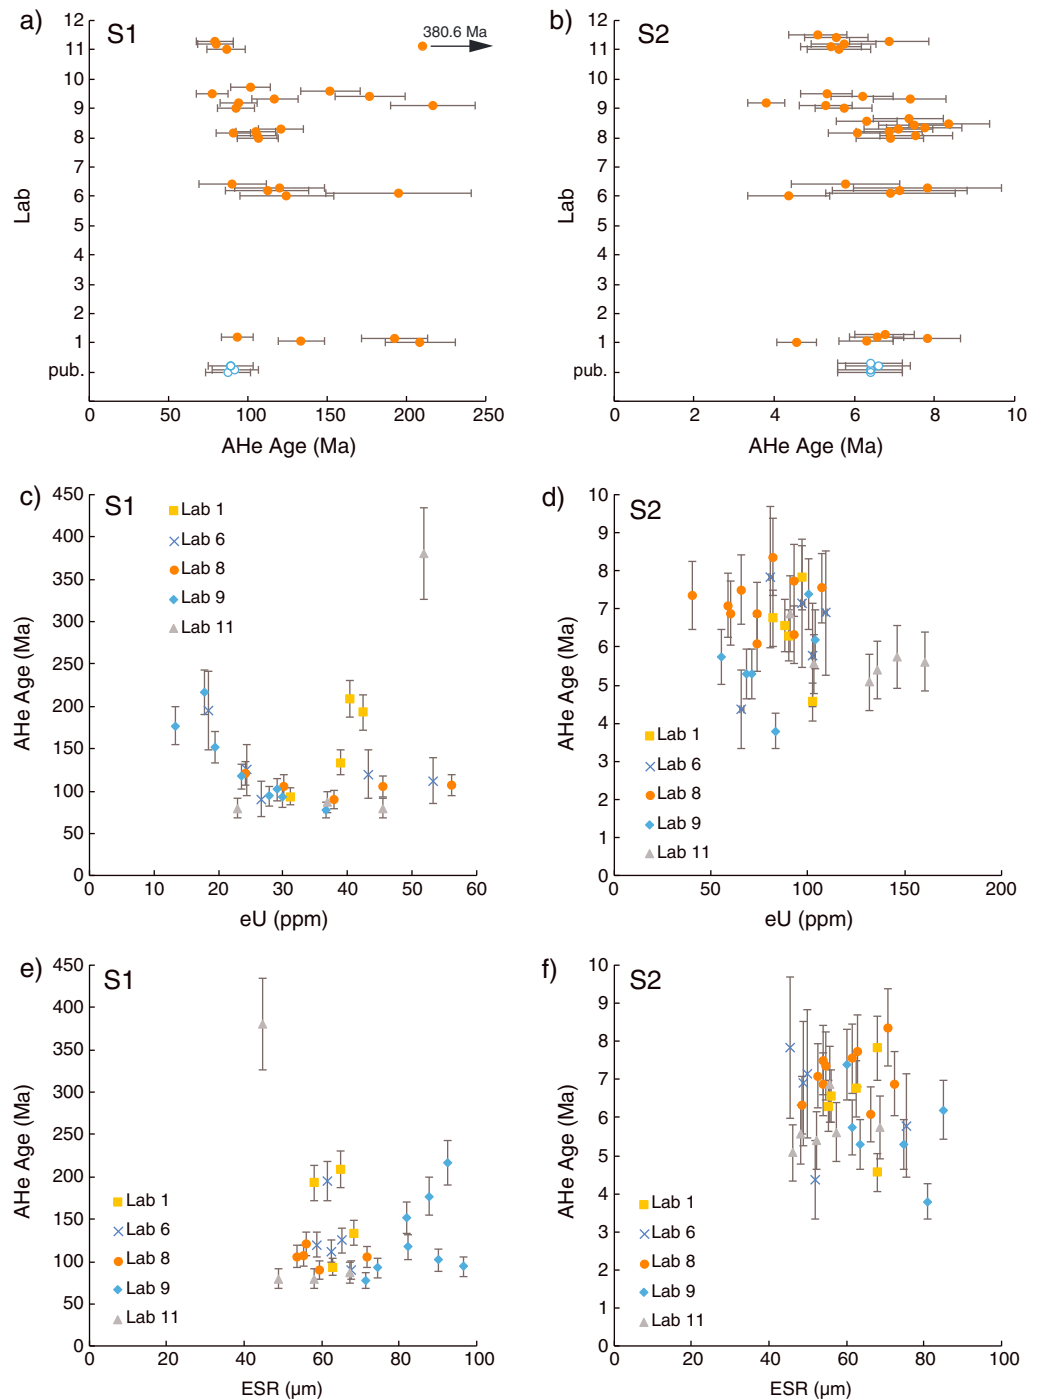 a) S1
380.6 Ma
12
11
10
9
8
7
6
5
4
3
2
1
pub.
Lab
0 50 100 150 200 250
AHe Age (Ma)
b) S2
12
11
10
9
8
7
6
5
4
3
2
1
pub.
Lab
0 2 4 6 8 10
AHe Age (Ma)
c) S1
450
400
350
300
250
200
150
100
50
0
AHe Age (Ma)
Lab 1
Lab 6
Lab 8
Lab 9
Lab 11
0 10 20 30 40 50 60
eU (ppm)
d) S2
10
9
8
7
6
5
4
3
2
1
0
AHe Age (Ma)
Lab 1
Lab 6
Lab 8
Lab 9
Lab 11
0 50 100 150 200
eU (ppm)
e) S1
450
400
350
300
250
200
150
100
50
0
AHe Age (Ma)
Lab 1
Lab 6
Lab 8
Lab 9
Lab 11
0 20 40 60 80 100
ESR (μm)
f) S2
10
9
8
7
6
5
4
3
2
1
0
AHe Age (Ma)
Lab 1
Lab 6
Lab 8
Lab 9
Lab 11
0 20 40 60 80 100
ESR (μm)